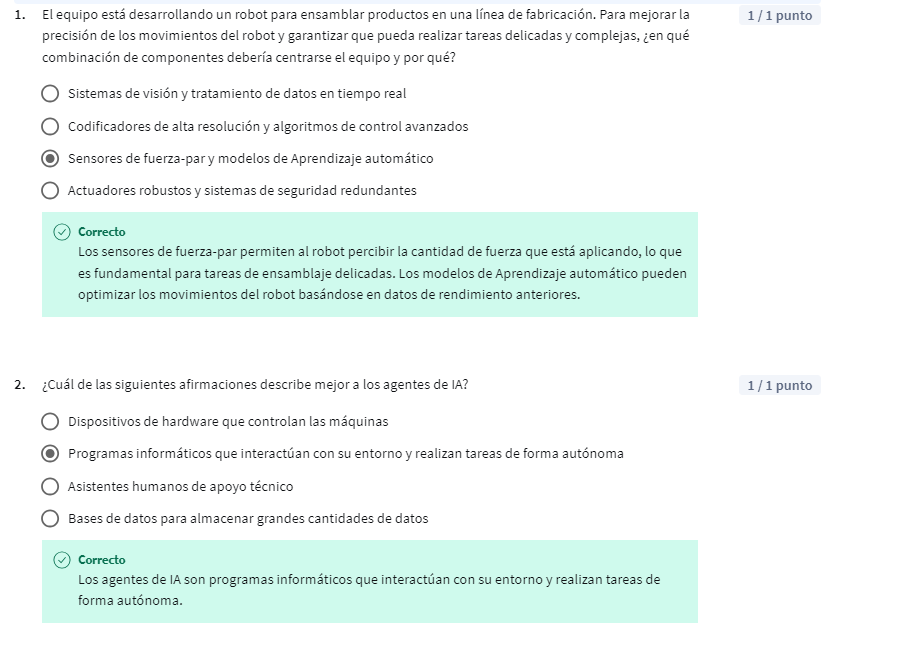 1. El equipo está desarrollando un robot para ensamblar productos en una línea de fabricación. Para mejorar la 1 / 1 punto
precisión de los movimientos del robot y garantizar que pueda realizar tareas delicadas y complejas, ¿en qué
combinación de componentes debería centrarse el equipo y por qué?
Sistemas de visión y tratamiento de datos en tiempo real
Codificadores de alta resolución y algoritmos de control avanzados
Sensores de fuerza-par y modelos de Aprendizaje automático
Actuadores robustos y sistemas de seguridad redundantes
Correcto
Los sensores de fuerza-par permiten al robot percibir la cantidad de fuerza que está aplicando, lo que
es fundamental para tareas de ensamblaje delicadas. Los modelos de Aprendizaje automático pueden
optimizar los movimientos del robot basándose en datos de rendimiento anteriores.
2. ¿Cuál de las siguientes afirmaciones describe mejor a los agentes de IA? 1 / 1 punto
Dispositivos de hardware que controlan las máquinas
Programas informáticos que interactúan con su entorno y realizan tareas de forma autónoma
Asistentes humanos de apoyo técnico
Bases de datos para almacenar grandes cantidades de datos
Correcto
Los agentes de IA son programas informáticos que interactúan con su entorno y realizan tareas de
forma autónoma.